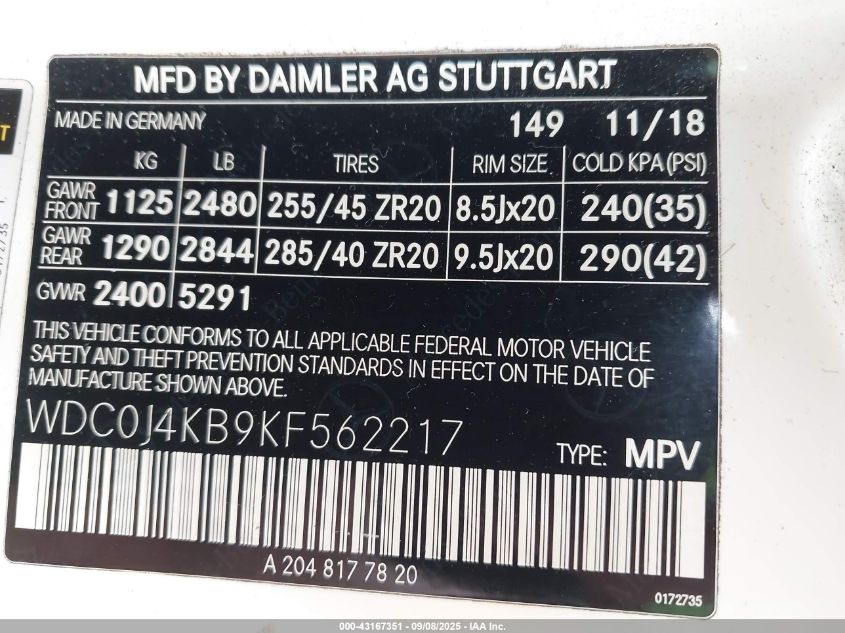 MFD BY DAIMLER AG STUTTGART
MADE IN GERMANY 149 11/18
KG LB TIRES RIM SIZE COLD KPA(PSI)
GAWR FRONT 1125 2480 255/45 ZR20 8.5Jx20 240(35)
GAWR REAR 1290 2844 285/40 ZR20 9.5Jx20 290(42)
GVWR 2400 5291
THIS VEHICLE CONFORMS TO ALL APPLICABLE FEDERAL MOTOR VEHICLE
SAFETY AND THEFT PREVENTION STANDARDS IN EFFECT ON THE DATE OF
MANUFACTURE SHOWN ABOVE.
WDC0J4KB9KF562217
TYPE: MPV
A 204 817 78 20
0172735
000-43167351 - 09/08/2025 - IAA Inc.